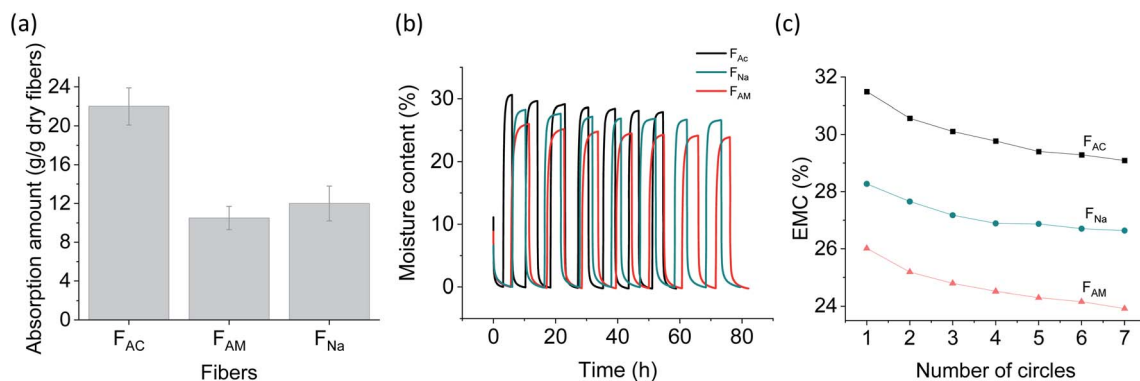 (a)
Absorption amount (g/g dry fibers)
24
20
16
12
8
4
0
F_AC F_AM F_Na
Fibers
(b)
Moisture content (%)
30
20
10
0
F_Ac
F_Na
F_AM
0 20 40 60 80
Time (h)
(c)
EMC (%)
32
30
28
26
24
F_AC
F_Na
F_AM
1 2 3 4 5 6 7
Number of circles